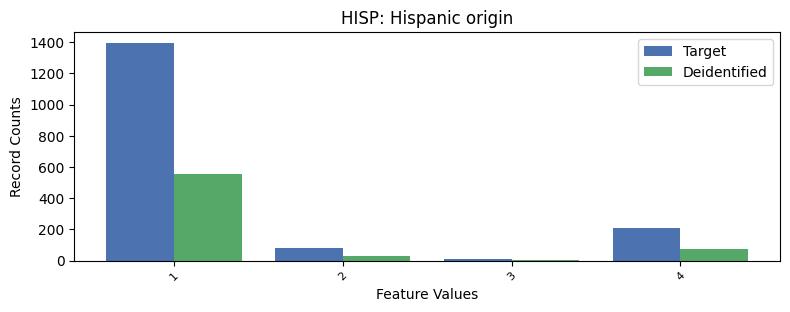 HISP: Hispanic origin
Target
Deidentified
Record Counts
1400
1200
1000
800
600
400
200
0
1 2 3 4
Feature Values